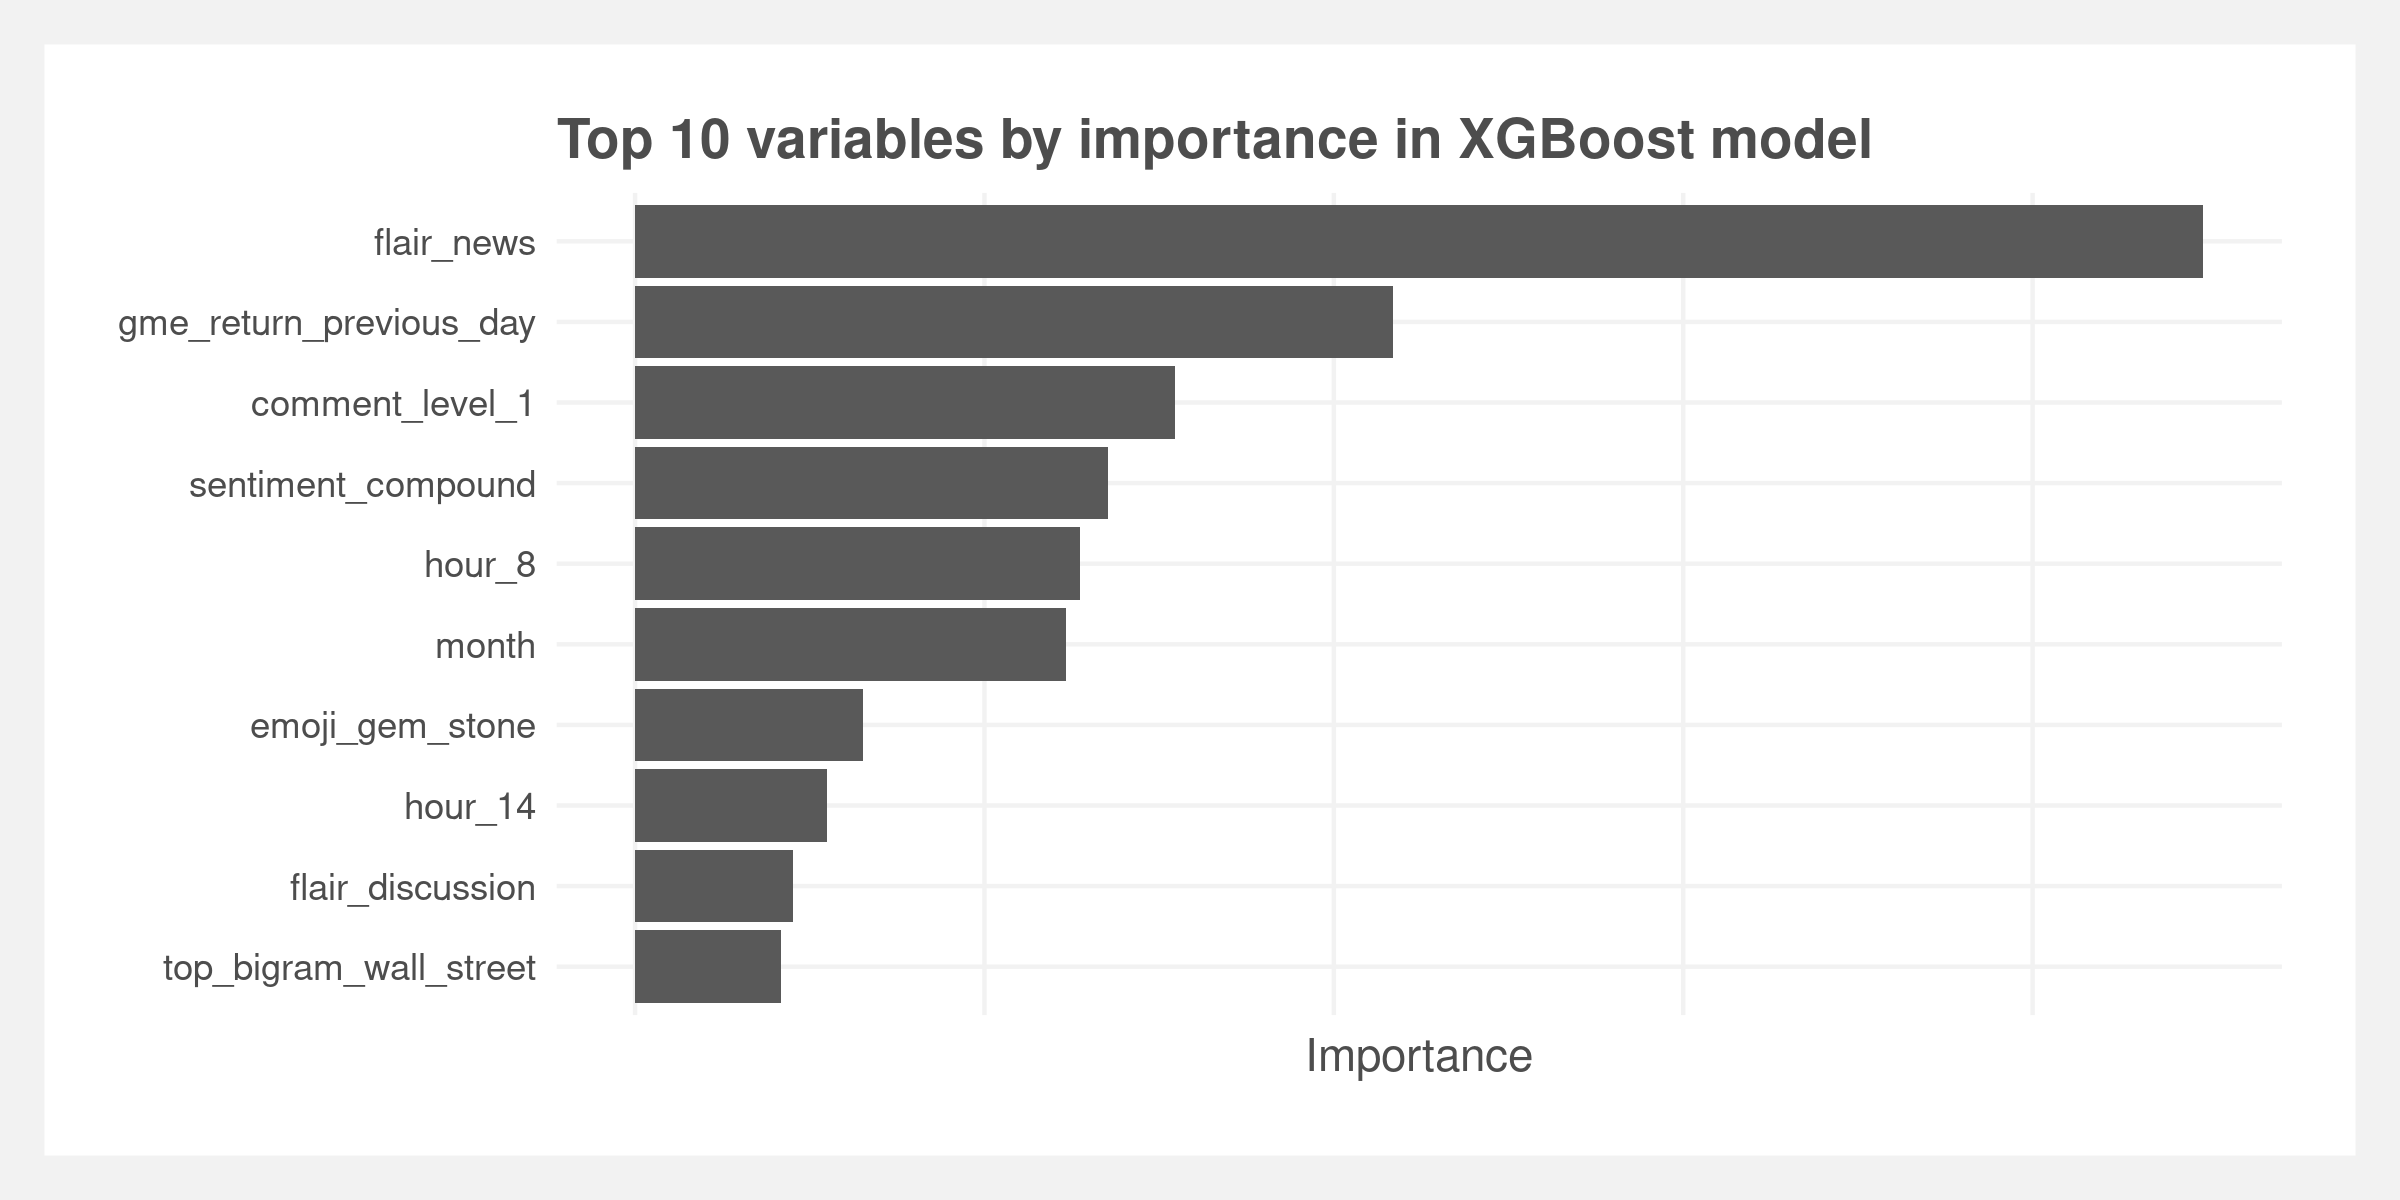 Top 10 variables by importance in XGBoost model
flair_news
gme_return_previous_day
comment_level_1
sentiment_compound
hour_8
month
emoji_gem_stone
hour_14
flair_discussion
top_bigram_wall_street
Importance